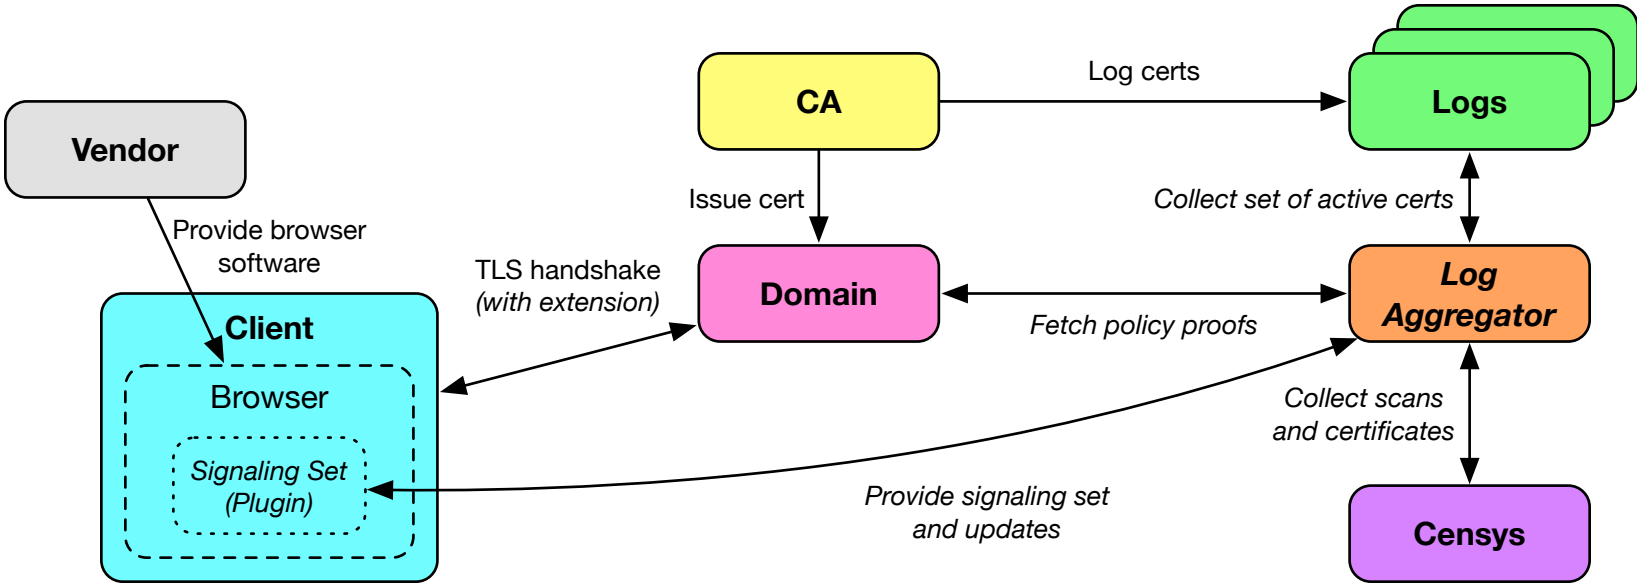 CA
Log certs
Logs
Vendor
Issue cert
Collect set of active certs
Provide browser
software
TLS handshake
(with extension)
Domain
Fetch policy proofs
Log
Aggregator
Client
Browser
Signaling Set
(Plugin)
Collect scans
and certificates
Provide signaling set
and updates
Censys